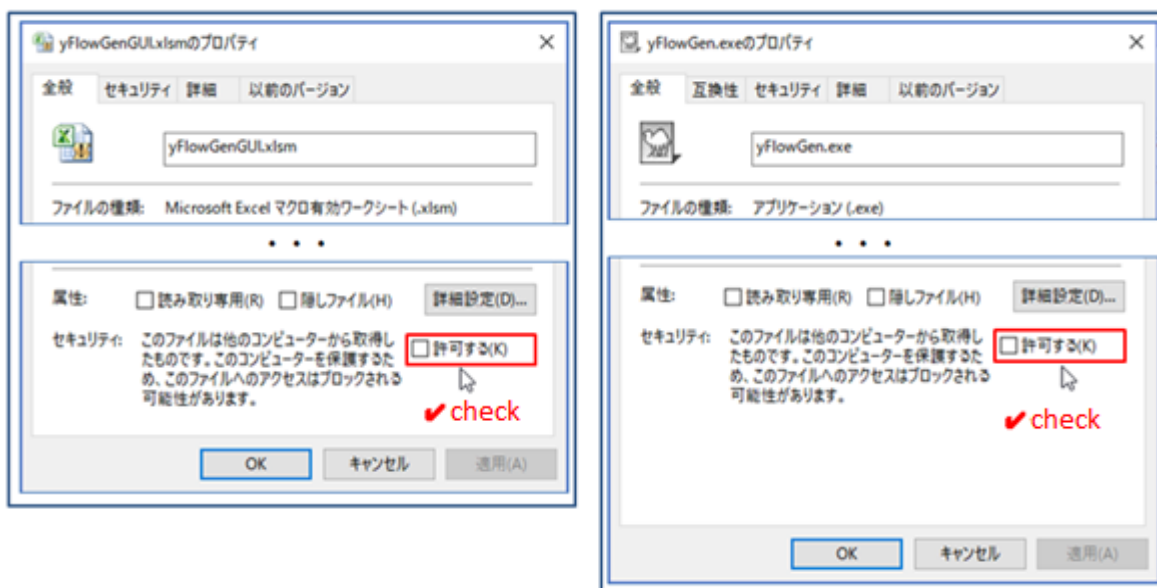 yFlowGenGUI.xlsmのプロパティ
全般 セキュリティ 詳細 以前のバージョン
yFlowGenGUI.xlsm
ファイルの種類: Microsoft Excel マクロ有効ワークシート (.xlsm)
・・・
属性: 読み取り専用(R) 隠しファイル(H) 詳細設定(D)...
セキュリティ: このファイルは他のコンピューターから取得し
たものです。このコンピューターを保護するた
め、このファイルへのアクセスはブロックされる
可能性があります。
許可する(K)
✔ check
OK キャンセル 適用(A)
yFlowGen.exeのプロパティ
全般 互換性 セキュリティ 詳細 以前のバージョン
yFlowGen.exe
ファイルの種類: アプリケーション (.exe)
・・・
属性: 読み取り専用(R) 隠しファイル(H) 詳細設定(D)...
セキュリティ: このファイルは他のコンピューターから取得し
たものです。このコンピューターを保護するた
め、このファイルへのアクセスはブロックされる
可能性があります。
許可する(K)
✔ check
OK キャンセル 適用(A)